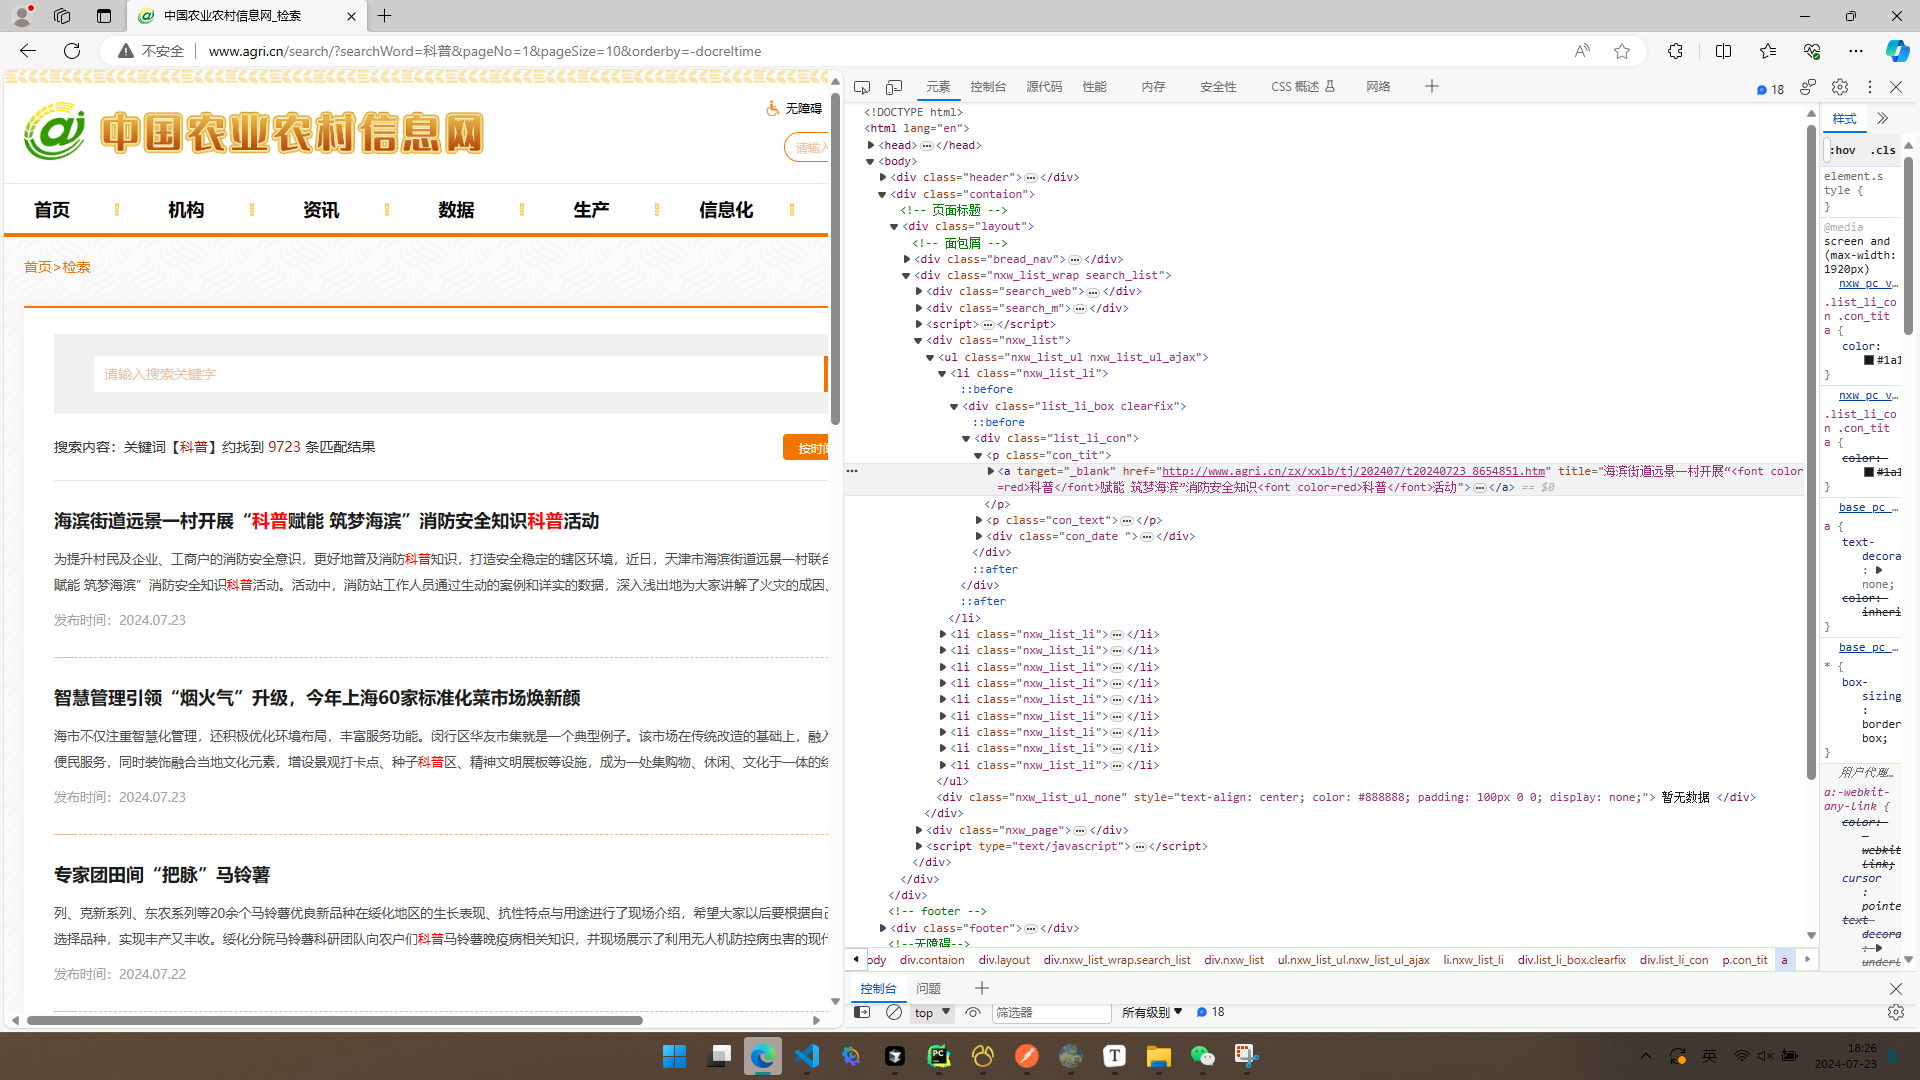 中国农业农村信息网_检索
不安全
www.agri.cn/search/?searchWord=科普&pageNo=1&pageSize=10&orderby=-docreltime
中国农业农村信息网
无障碍
请输入
首页
机构
资讯
数据
生产
信息化
首页>检索
请输入搜索关键字
搜索内容：关键词【科普】约找到 9723 条匹配结果
按时间
海滨街道远景一村开展“科普赋能 筑梦海滨”消防安全知识科普活动
为提升村民及企业、工商户的消防安全意识，更好地普及消防科普知识，打造安全稳定的辖区环境，近日，天津市海滨街道远景一村联合
赋能 筑梦海滨”消防安全知识科普活动。活动中，消防站工作人员通过生动的案例和详实的数据，深入浅出地为大家讲解了火灾的成因、
发布时间：2024.07.23
智慧管理引领“烟火气”升级，今年上海60家标准化菜市场焕新颜
海市不仅注重智慧化管理，还积极优化环境布局，丰富服务功能。闵行区华友市集就是一个典型例子。该市场在传统改造的基础上，融入
便民服务，同时装饰融合当地文化元素，增设景观打卡点、种子科普区、精神文明展板等设施，成为一处集购物、休闲、文化于一体的综
发布时间：2024.07.23
专家团田间“把脉”马铃薯
列、克新系列、东农系列等20余个马铃薯优良新品种在绥化地区的生长表现、抗性特点与用途进行了现场介绍，希望大家以后要根据自己
选择品种，实现丰产又丰收。绥化分院马铃薯科研团队向农户们科普马铃薯晚疫病相关知识，并现场展示了利用无人机防控病虫害的现代
发布时间：2024.07.22
元素
控制台
源代码
性能
内存
安全性
CSS 概述
网络
18
<!DOCTYPE html>
<html lang="en">
<head>…</head>
<body>
<div class="header">…</div>
<div class="contaion">
<!-- 页面标题 -->
<div class="layout">
<!-- 面包屑 -->
<div class="bread_nav">…</div>
<div class="nxw_list_wrap search_list">
<div class="search_web">…</div>
<div class="search_m">…</div>
<script>…</script>
<div class="nxw_list">
<ul class="nxw_list_ul nxw_list_ul_ajax">
<li class="nxw_list_li">
::before
<div class="list_li_box clearfix">
::before
<div class="list_li_con">
<p class="con_tit">
<a target="_blank" href="http://www.agri.cn/zx/xxlb/tj/202407/t20240723_8654851.htm" title="海滨街道远景一村开展“<font color
=red>科普</font>赋能 筑梦海滨”消防安全知识<font color=red>科普</font>活动">…</a> == $0
</p>
<p class="con_text">…</p>
<div class="con_date ">…</div>
</div>
::after
</div>
::after
</li>
<li class="nxw_list_li">…</li>
<li class="nxw_list_li">…</li>
<li class="nxw_list_li">…</li>
<li class="nxw_list_li">…</li>
<li class="nxw_list_li">…</li>
<li class="nxw_list_li">…</li>
<li class="nxw_list_li">…</li>
<li class="nxw_list_li">…</li>
<li class="nxw_list_li">…</li>
</ul>
<div class="nxw_list_ul_none" style="text-align: center; color: #888888; padding: 100px 0 0; display: none;"> 暂无数据 </div>
</div>
<div class="nxw_page">…</div>
<script type="text/javascript">…</script>
</div>
</div>
</div>
<!-- footer -->
<div class="footer">…</div>
<!--无障碍-->
ody
div.contaion
div.layout
div.nxw_list_wrap.search_list
div.nxw_list
ul.nxw_list_ul.nxw_list_ul_ajax
li.nxw_list_li
div.list_li_box.clearfix
div.list_li_con
p.con_tit
a
样式
:hov .cls
element.s
tyle {
}
@media
screen and
(max-width:
1920px)
nxw_pc_v…
.list_li_co
n .con_tit
a {
color:
#1a1
}
nxw_pc_v…
.list_li_co
n .con_tit
a {
color:
#1a1
}
base_pc_…
a {
text-
decora
:
none;
color:
inheri
}
base_pc_…
* {
box-
sizing
:
border
box;
}
用户代理…
a:-webkit-
any-link {
color:
-
webkit
link;
cursor
:
pointe
text-
decora
:
underl
控制台
问题
top
筛选器
所有级别
18
英
18:26
2024-07-23